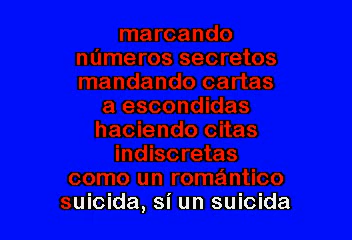 marcando
números secretos
mandando cartas
a escondidas
haciendo citas
indiscretas
como un romántico
suicida, sí un suicida